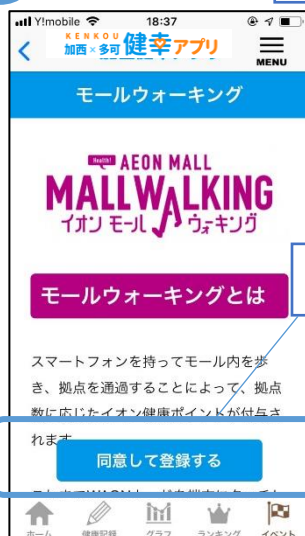 Y!mobile 18:37
KENKOU
加西×多可 健幸アプリ
MENU
モールウォーキング
Health! AEON MALL
MALLWALKING
イオン モール ウォーキング
モールウォーキングとは
スマートフォンを持ってモール内を歩
き、拠点を通過することによって、拠点
数に応じたイオン健康ポイントが付与さ
れます
同意して登録する
ホーム 健康記録 グラフ ランキング イベント